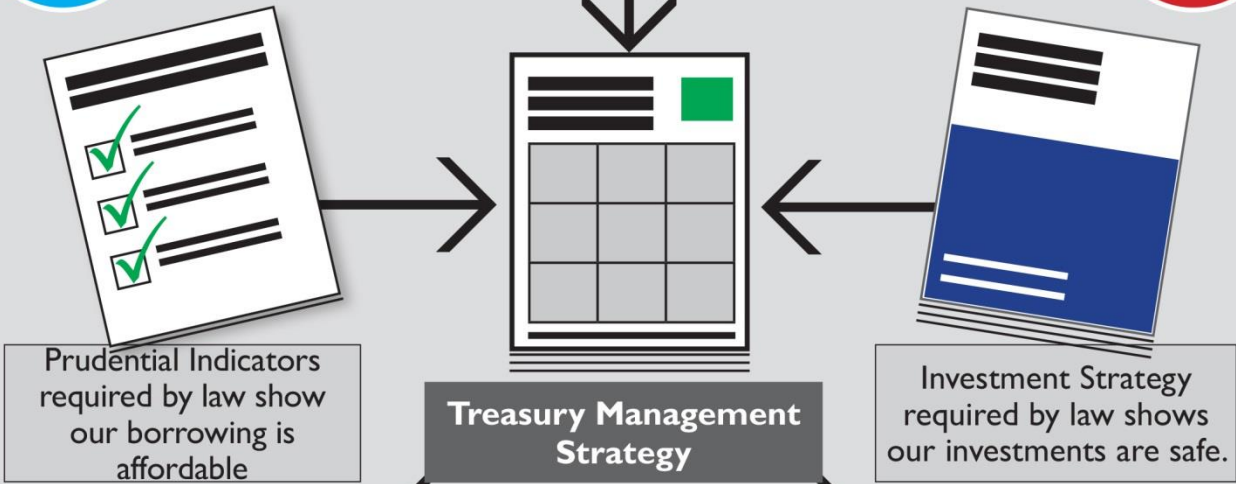 Prudential Indicators
required by law show
our borrowing is
affordable
Treasury Management
Strategy
Investment Strategy
required by law shows
our investments are safe.